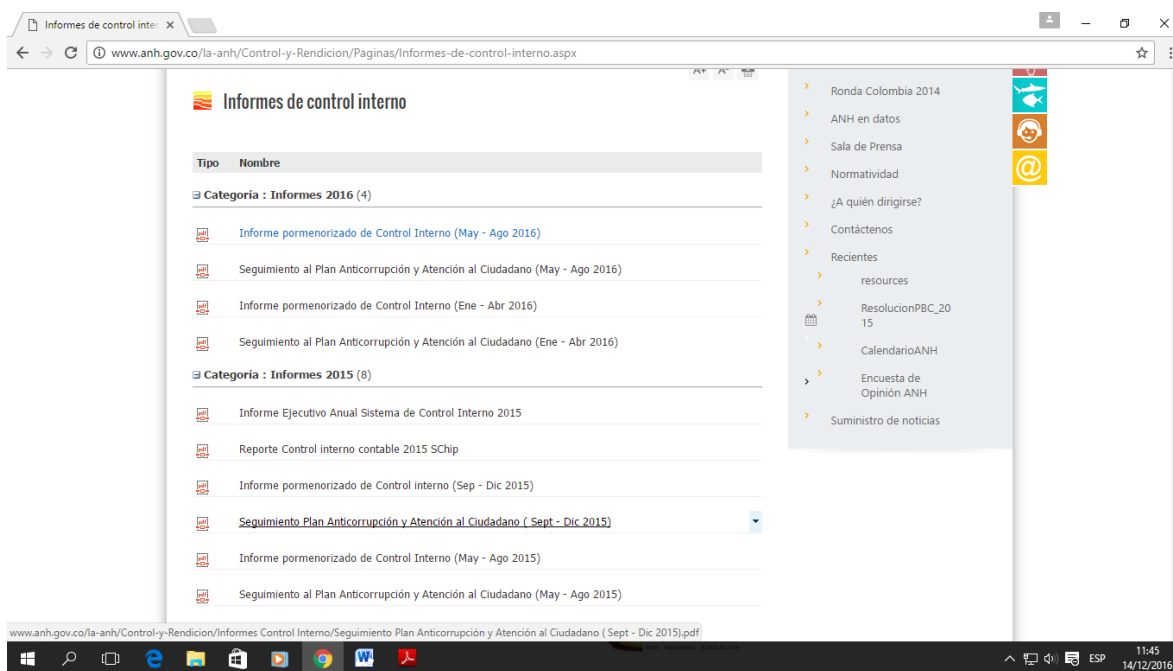 Informes de control inter
www.anh.gov.co/la-anh/Control-y-Rendicion/Paginas/Informes-de-control-interno.aspx
A+ A-
Informes de control interno
Tipo Nombre
Categoría : Informes 2016 (4)
Informe pormenorizado de Control Interno (May - Ago 2016)
Seguimiento al Plan Anticorrupción y Atención al Ciudadano (May - Ago 2016)
Informe pormenorizado de Control Interno (Ene - Abr 2016)
Seguimiento al Plan Anticorrupción y Atención al Ciudadano (Ene - Abr 2016)
Categoría : Informes 2015 (8)
Informe Ejecutivo Anual Sistema de Control Interno 2015
Reporte Control interno contable 2015 SChip
Informe pormenorizado de Control interno (Sep - Dic 2015)
Seguimiento Plan Anticorrupción y Atención al Ciudadano ( Sept - Dic 2015)
Informe pormenorizado de Control Interno (May - Ago 2015)
Seguimiento al Plan Anticorrupción y Atención al Ciudadano (May - Ago 2015)
Ronda Colombia 2014
ANH en datos
Sala de Prensa
Normatividad
¿A quién dirigirse?
Contáctenos
Recientes
resources
ResolucionPBC_20
15
CalendarioANH
Encuesta de
Opinión ANH
Suministro de noticias
@
www.anh.gov.co/la-anh/Control-y-Rendicion/Informes Control Interno/Seguimiento Plan Anticorrupción y Atención al Ciudadano ( Sept - Dic 2015).pdf
PAZ EQUIDAD EDUCACIÓN
ESP
11:45
14/12/2016